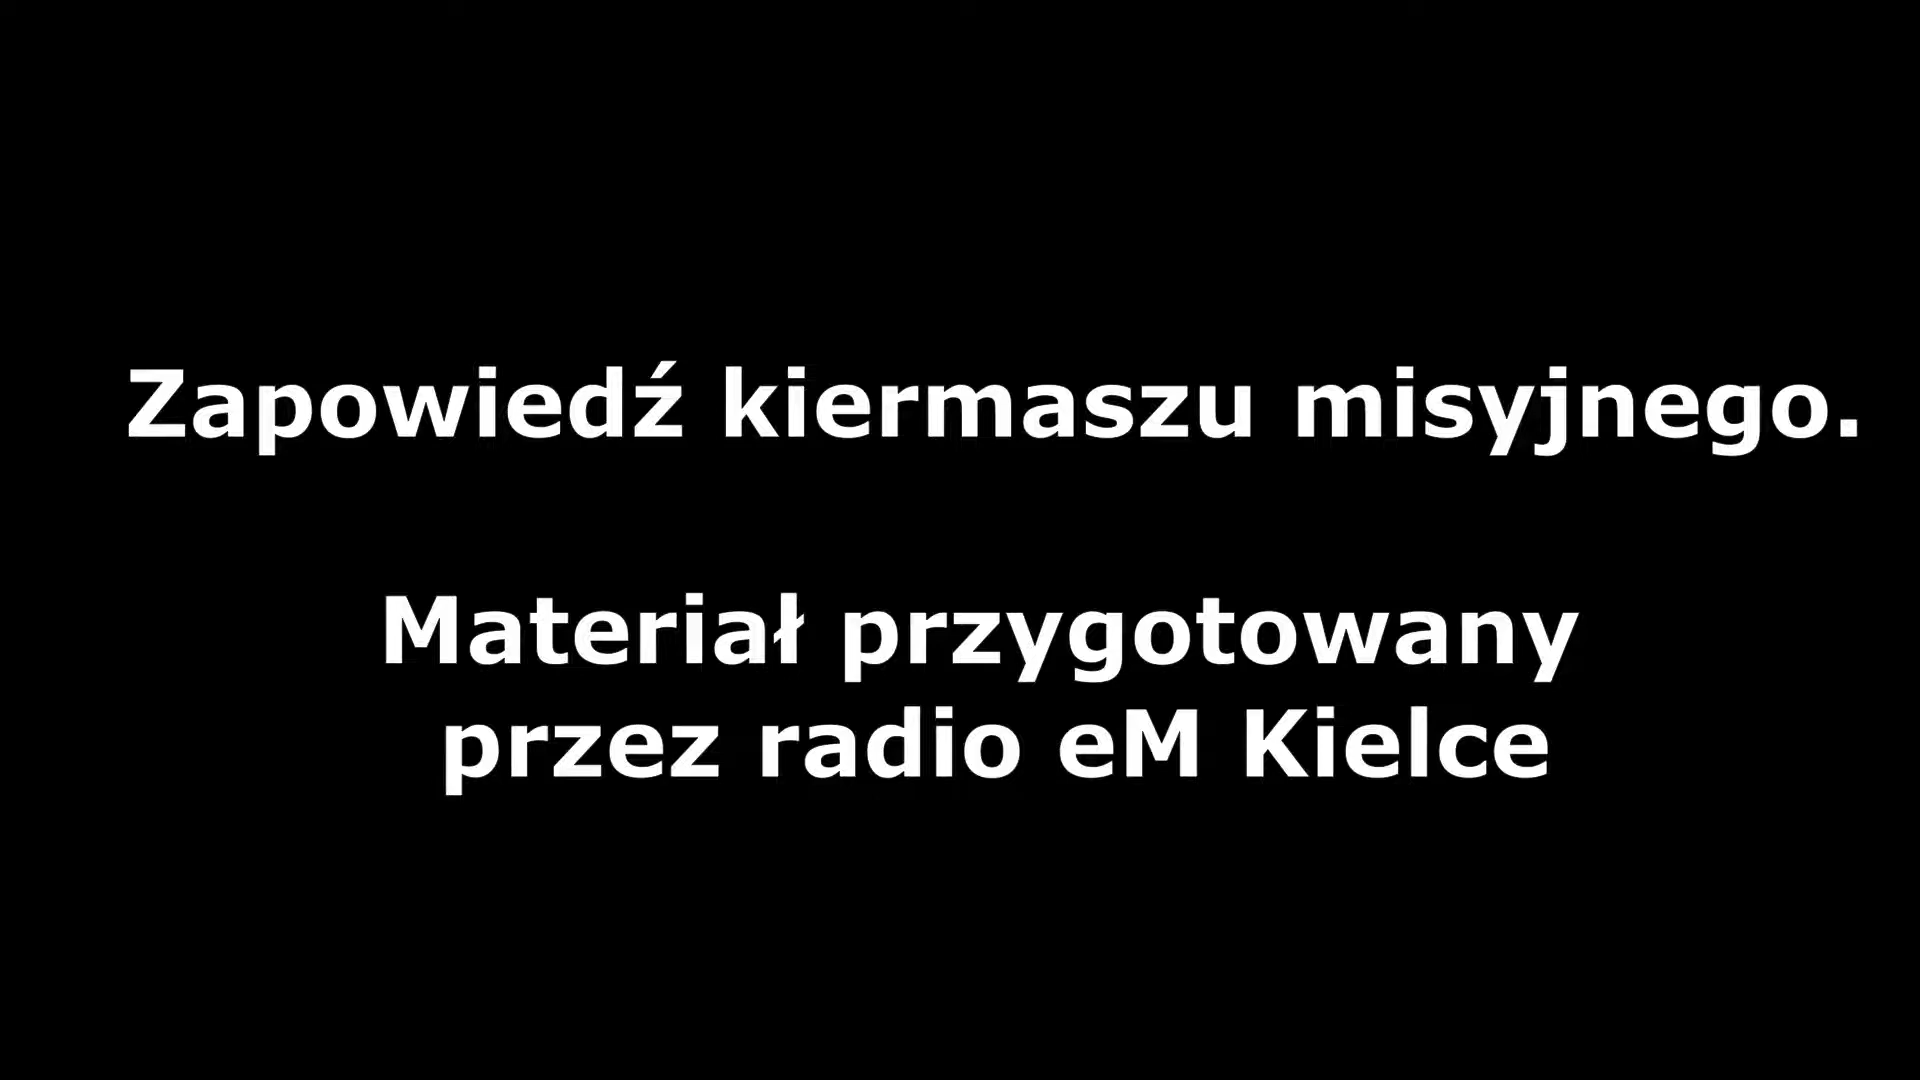 Zapowiedź kiermaszu misyjnego.
Materiał przygotowany
przez radio eM Kielce